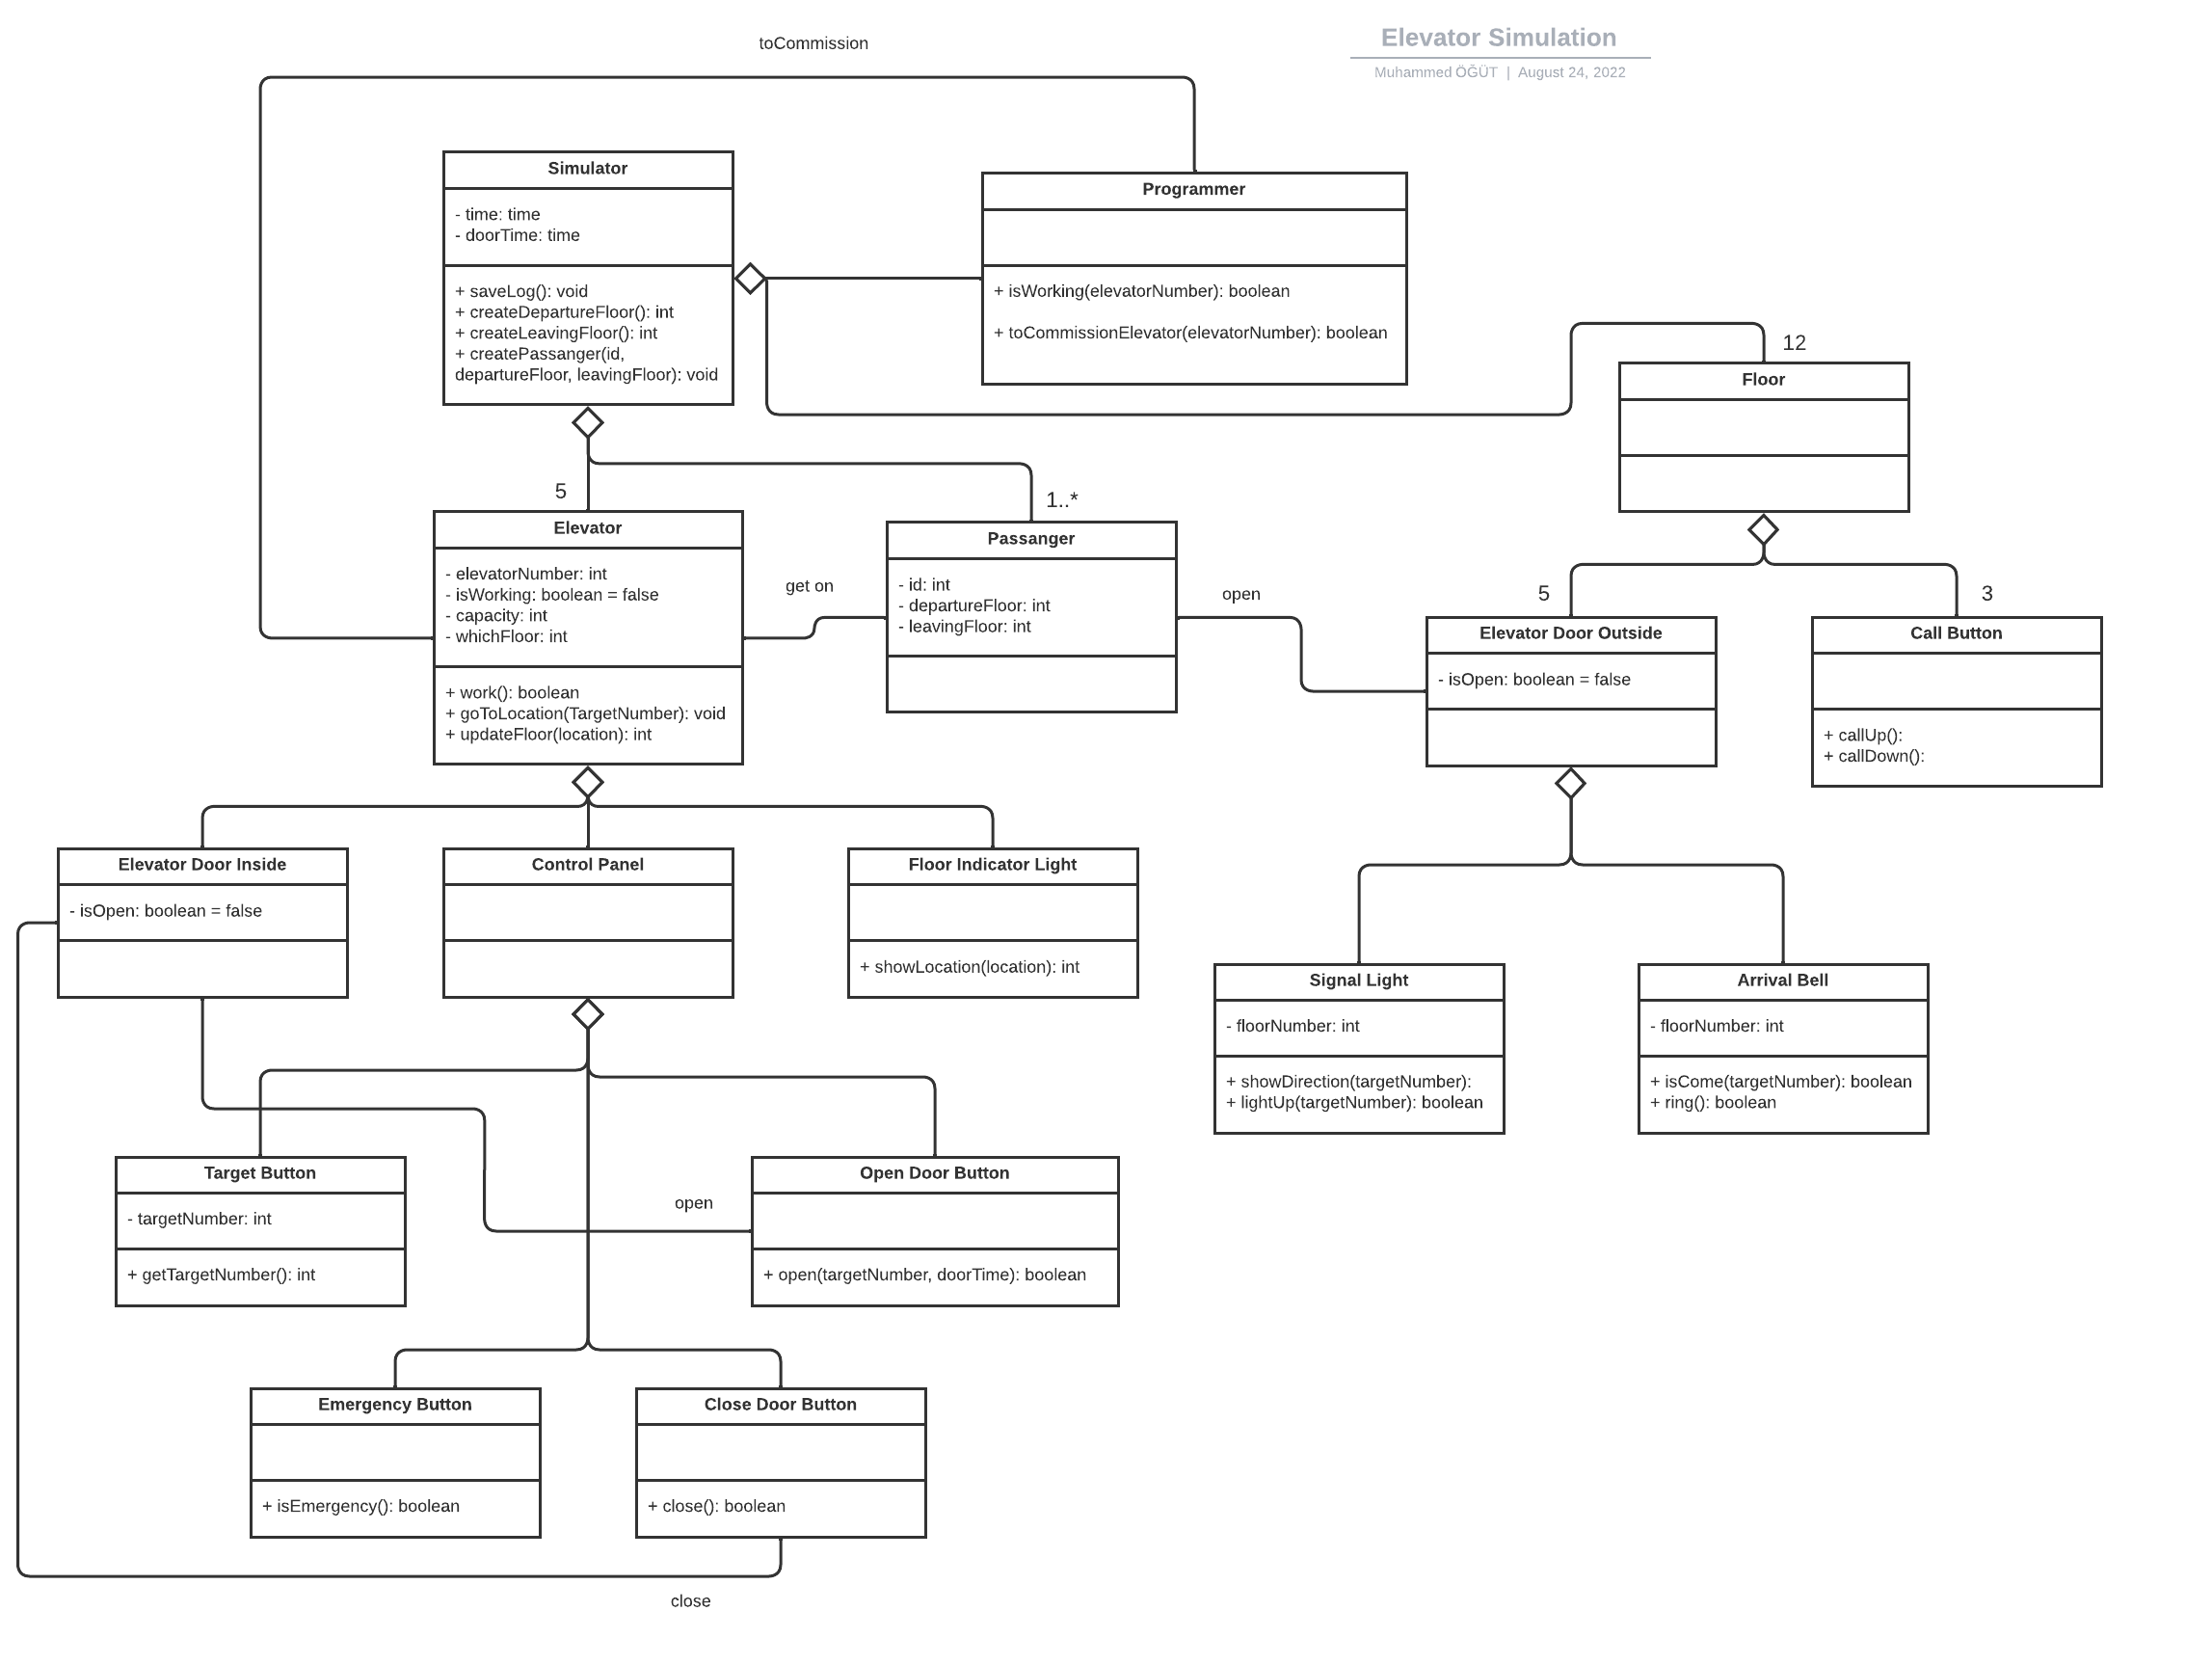 toCommission
Elevator Simulation
Muhammed ÖĞÜT | August 24, 2022
Simulator
- time: time
- doorTime: time
+ saveLog(): void
+ createDepartureFloor(): int
+ createLeavingFloor(): int
+ createPassanger(id,
departureFloor, leavingFloor): void
Programmer
+ isWorking(elevatorNumber): boolean
+ toCommissionElevator(elevatorNumber): boolean
12
Floor
5
1..*
Elevator
- elevatorNumber: int
- isWorking: boolean = false
- capacity: int
- whichFloor: int
+ work(): boolean
+ goToLocation(TargetNumber): void
+ updateFloor(location): int
get on
Passanger
- id: int
- departureFloor: int
- leavingFloor: int
open
5
3
Elevator Door Outside
- isOpen: boolean = false
Call Button
+ callUp():
+ callDown():
Elevator Door Inside
- isOpen: boolean = false
Control Panel
Floor Indicator Light
+ showLocation(location): int
Signal Light
- floorNumber: int
+ showDirection(targetNumber):
+ lightUp(targetNumber): boolean
Arrival Bell
- floorNumber: int
+ isCome(targetNumber): boolean
+ ring(): boolean
Target Button
- targetNumber: int
+ getTargetNumber(): int
open
Open Door Button
+ open(targetNumber, doorTime): boolean
Emergency Button
+ isEmergency(): boolean
Close Door Button
+ close(): boolean
close